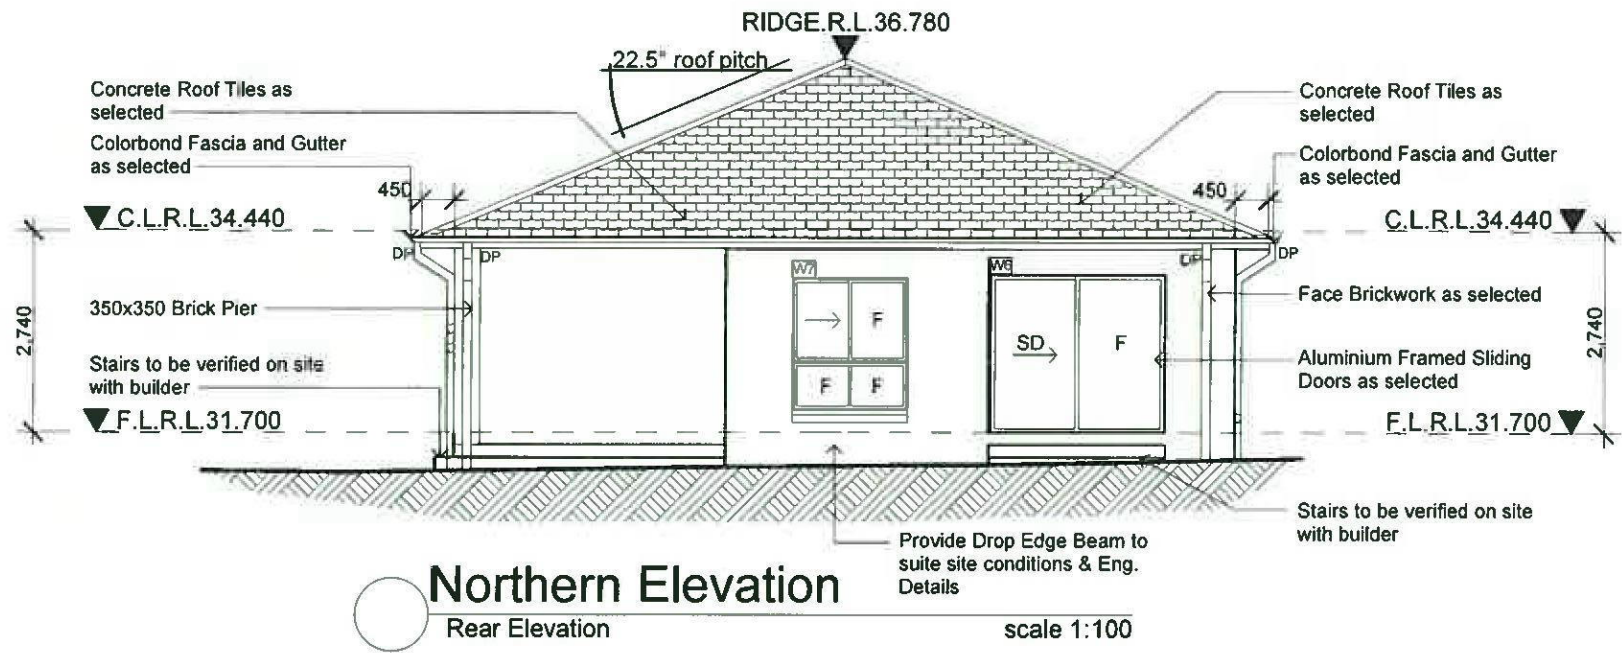 RIDGE.R.L.36.780
22.5° roof pitch
Concrete Roof Tiles as
selected
Colorbond Fascia and Gutter
as selected
450
C.L.R.L.34.440
DP
DP
350x350 Brick Pier
2,740
Stairs to be verified on site
with builder
F.L.R.L.31.700
W7
F
F
F
W6
SD
F
Concrete Roof Tiles as
selected
Colorbond Fascia and Gutter
as selected
450
C.L.R.L.34.440
DP
DP
Face Brickwork as selected
2,740
Aluminium Framed Sliding
Doors as selected
F.L.R.L.31.700
Stairs to be verified on site
with builder
Provide Drop Edge Beam to
suite site conditions & Eng.
Details
Northern Elevation
Rear Elevation
scale 1:100